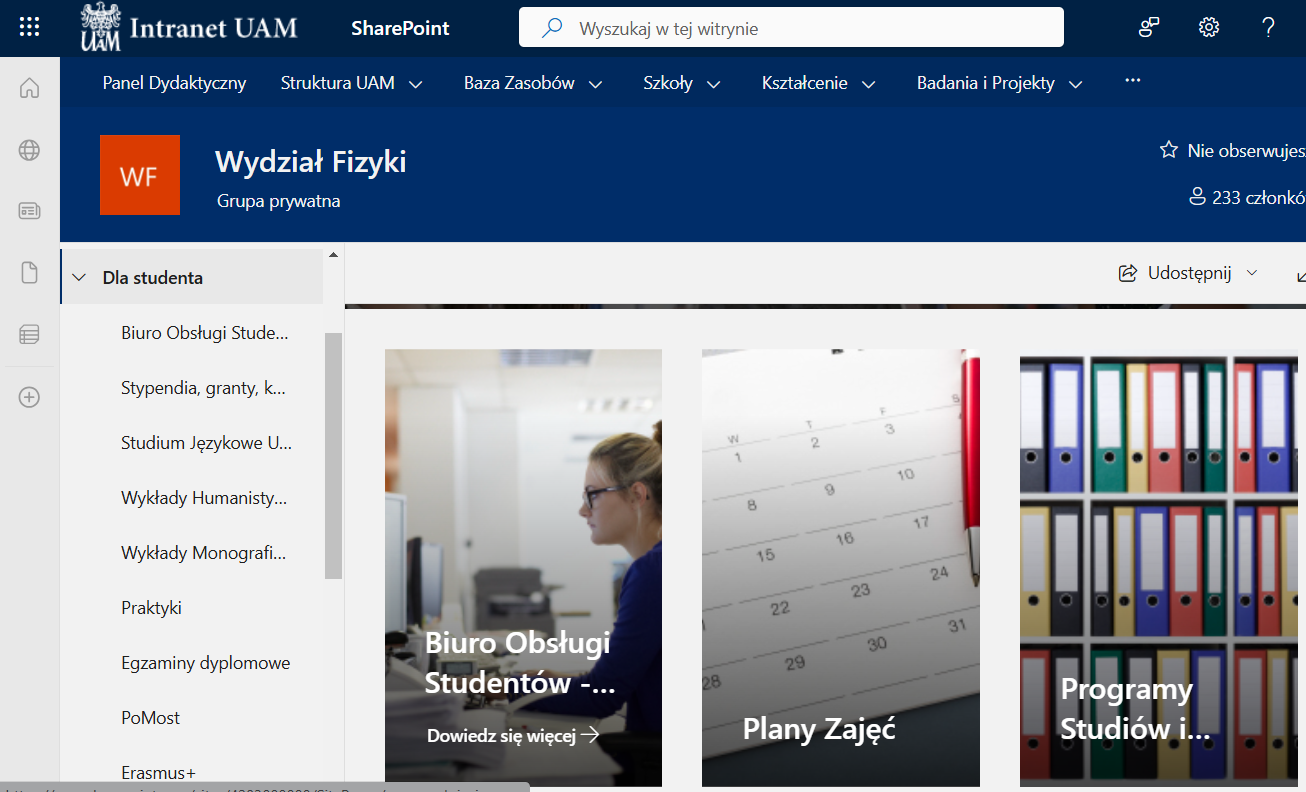 UAM
Intranet UAM
SharePoint
Wyszukaj w tej witrynie
?
Panel Dydaktyczny
Struktura UAM
Baza Zasobów
Szkoły
Kształcenie
Badania i Projekty
...
WF
Wydział Fizyki
Grupa prywatna
Nie obserwujes
233 członkó
Dla studenta
Biuro Obsługi Stude...
Stypendia, granty, k...
Studium Językowe U...
Wykłady Humanisty...
Wykłady Monografi...
Praktyki
Egzaminy dyplomowe
PoMost
Erasmus+
Udostępnij
Biuro Obsługi
Studentów -...
Dowiedz się więcej
W T F S
1 2 3
8 9 10
15 16 17
22 23 24
28 29 30 31
Plany Zajęć
Programy
Studiów i...